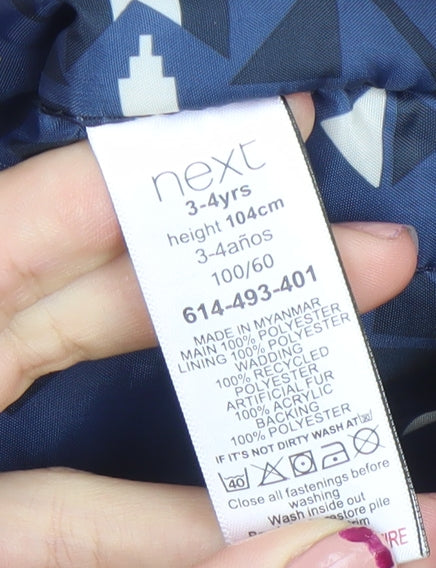 next
3-4yrs
height 104cm
3-4años
100/60
614-493-401
MADE IN MYANMAR
MAIN 100% POLYESTER
LINING 100% POLYESTER
WADDING
100% RECYCLED
POLYESTER
ARTIFICIAL FUR
100% ACRYLIC
BACKING
100% POLYESTER
IF IT'S NOT DIRTY WASH AT
40
Close all fastenings before
washing
Wash inside out
restore pile